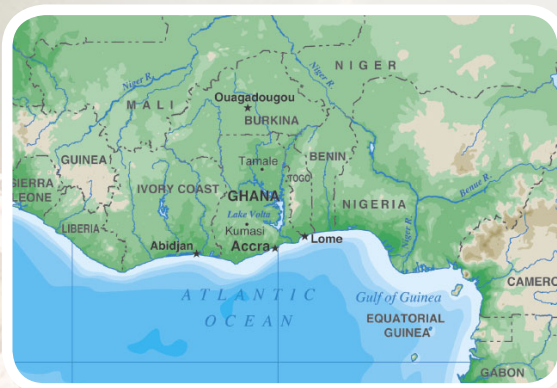 NIGER
Niger R.
Niger R.
MALI
Ouagadougou
BURKINA
GUINEA
Tamale
BENIN
SIERRA
LEONE
IVORY COAST
GHANA
TOGO
NIGERIA
Benue R.
Lake Volta
LIBERIA
Kumasi
Abidjan
Accra
Lome
Niger R.
ATLANTIC
OCEAN
Gulf of Guinea
CAMERO
EQUATORIAL
GUINEA
GABON